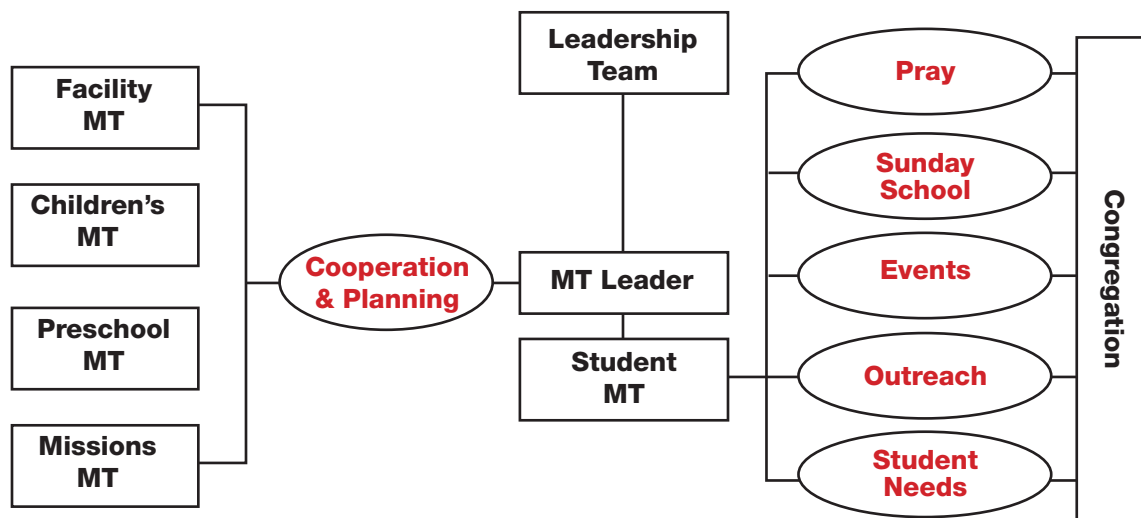 Facility
MT
Children's
MT
Preschool
MT
Missions
MT
Cooperation
& Planning
Leadership
Team
MT Leader
Student
MT
Pray
Sunday
School
Events
Outreach
Student
Needs
Congregation